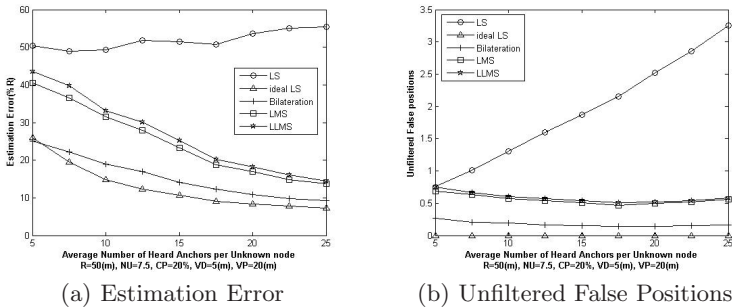 (a)
60
50
40
30
20
10
0
Estimation Error(%R)
LS
ideal LS
Bilateration
LMS
LLMS
5 10 15 20 25
Average Number of Heard Anchors per Unknown node
R=50(m), NU=7.5, CP=20%, VD=5(m), VP=20(m)
(a) Estimation Error
(b)
3.5
3
2.5
2
1.5
1
0.5
0
Unfiltered False positions
LS
ideal LS
Bilateration
LMS
LLMS
5 10 15 20 25
Average Number of Heard Anchors per Unknown node
R=50(m), NU=7.5, CP=20%, VD=5(m), VP=20(m)
(b) Unfiltered False Positions